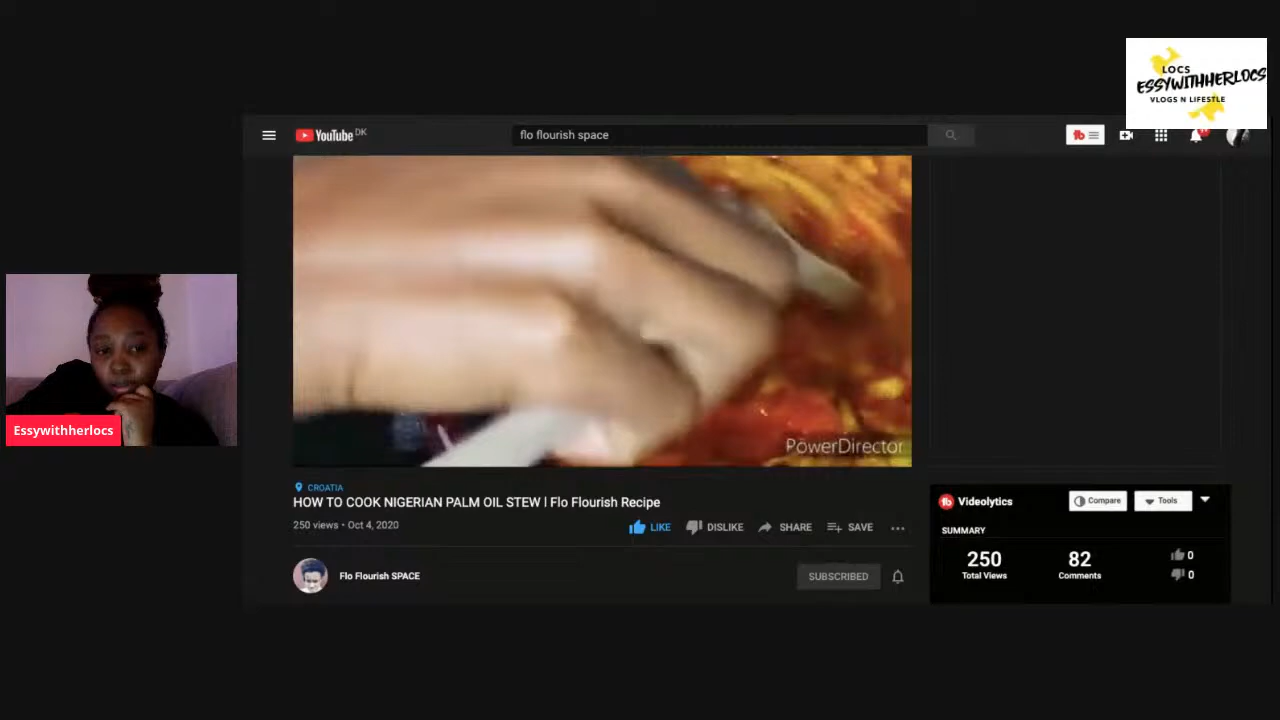 LOCS
ESSYWITHHERLOCS
VLOGS N LIFESTLE
YouTube DK
flo flourish space
PowerDirector
Essywithherlocs
CROATIA
HOW TO COOK NIGERIAN PALM OIL STEW | Flo Flourish Recipe
250 views • Oct 4, 2020
LIKE DISLIKE SHARE SAVE
Flo Flourish SPACE
SUBSCRIBED
Videolytics
Compare
Tools
SUMMARY
250 82 0
Total Views Comments 0